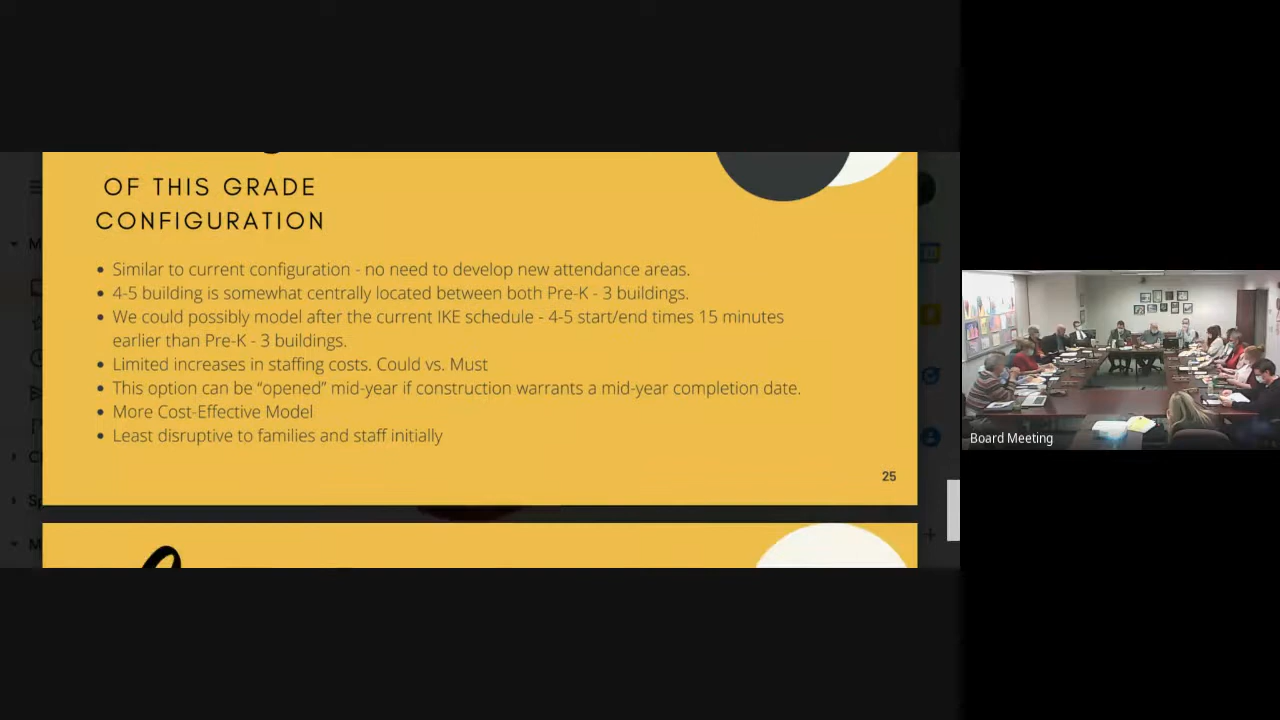 OF THIS GRADE
CONFIGURATION
• Similar to current configuration - no need to develop new attendance areas.
• 4-5 building is somewhat centrally located between both Pre-K - 3 buildings.
• We could possibly model after the current IKE schedule - 4-5 start/end times 15 minutes
earlier than Pre-K - 3 buildings.
• Limited increases in staffing costs. Could vs. Must
• This option can be “opened” mid-year if construction warrants a mid-year completion date.
• More Cost-Effective Model
• Least disruptive to families and staff initially
25
Board Meeting